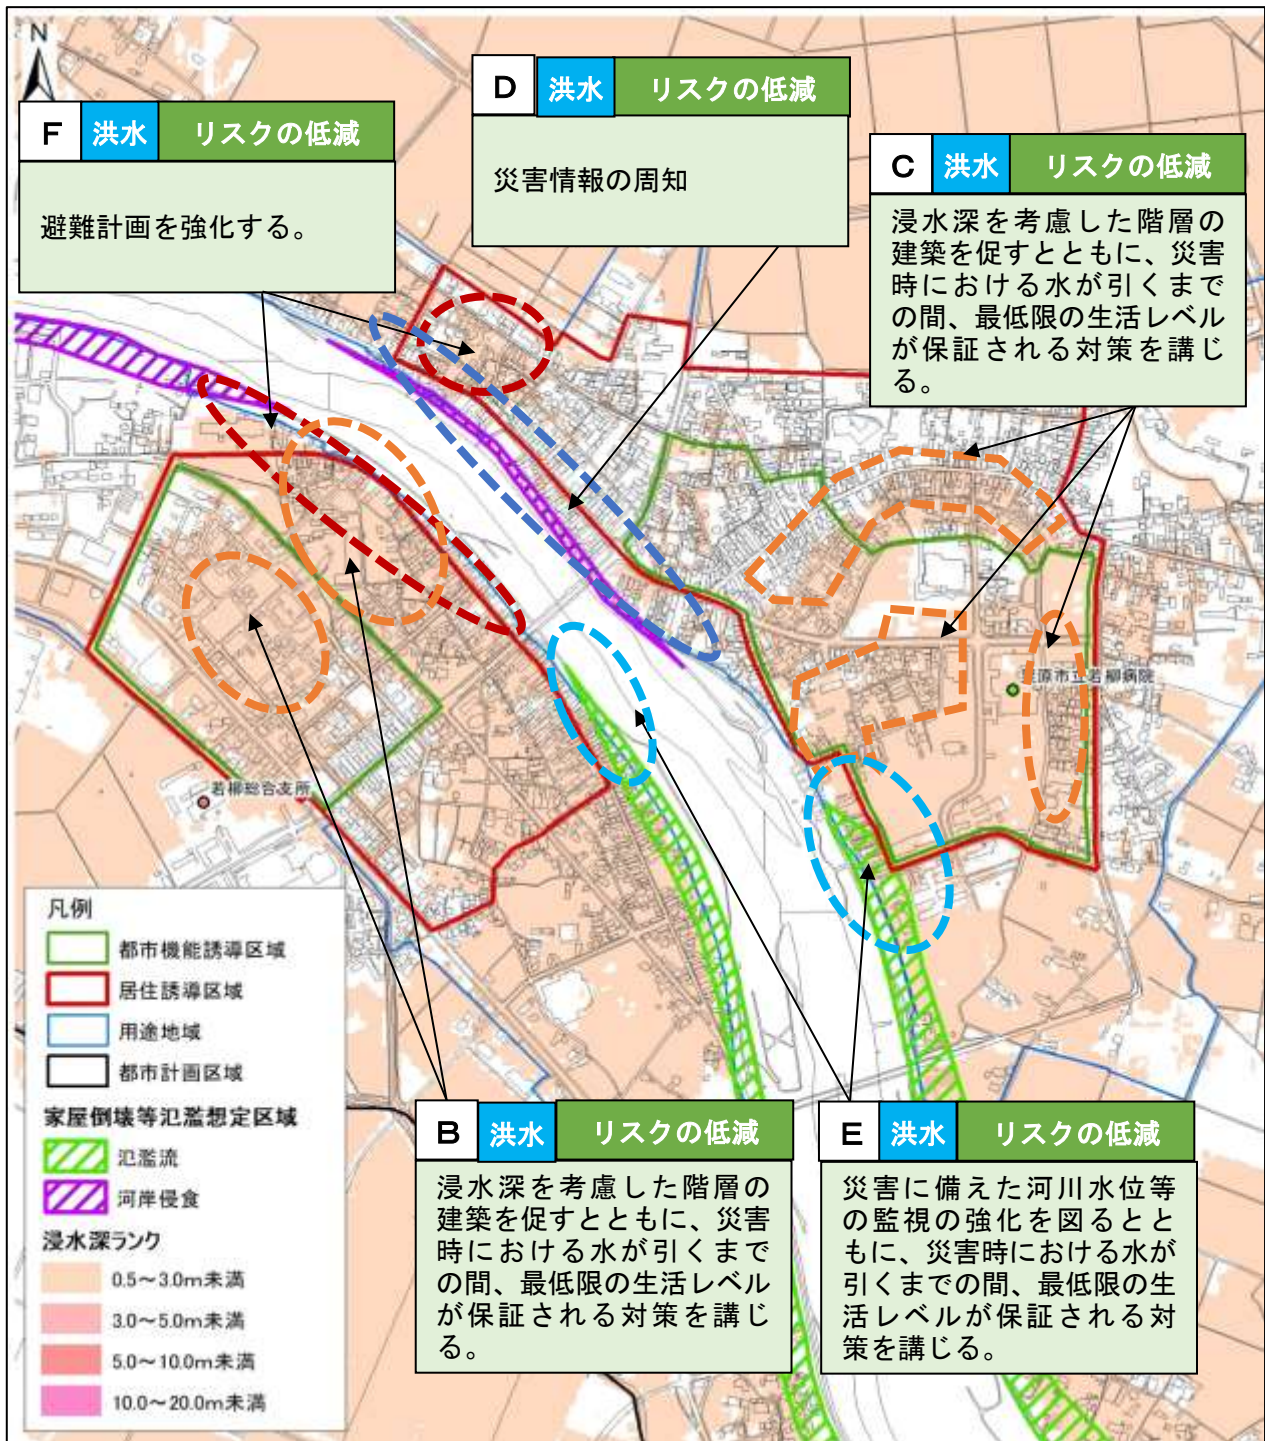 N
D 洪水 リスクの低減
災害情報の周知
F 洪水 リスクの低減
避難計画を強化する。
C 洪水 リスクの低減
浸水深を考慮した階層の
建築を促すとともに、災害
時における水が引くまで
の間、最低限の生活レベル
が保証される対策を講じ
る。
栗原市立若柳病院
若柳総合支所
凡例
都市機能誘導区域
居住誘導区域
用途地域
都市計画区域
家屋倒壊等氾濫想定区域
氾濫流
河岸侵食
浸水深ランク
0.5～3.0m未満
3.0～5.0m未満
5.0～10.0m未満
10.0～20.0m未満
B 洪水 リスクの低減
浸水深を考慮した階層の
建築を促すとともに、災害
時における水が引くまで
の間、最低限の生活レベル
が保証される対策を講じ
る。
E 洪水 リスクの低減
災害に備えた河川水位等
の監視の強化を図るとと
もに、災害時における水が
引くまでの間、最低限の生
活レベルが保証される対
策を講じる。